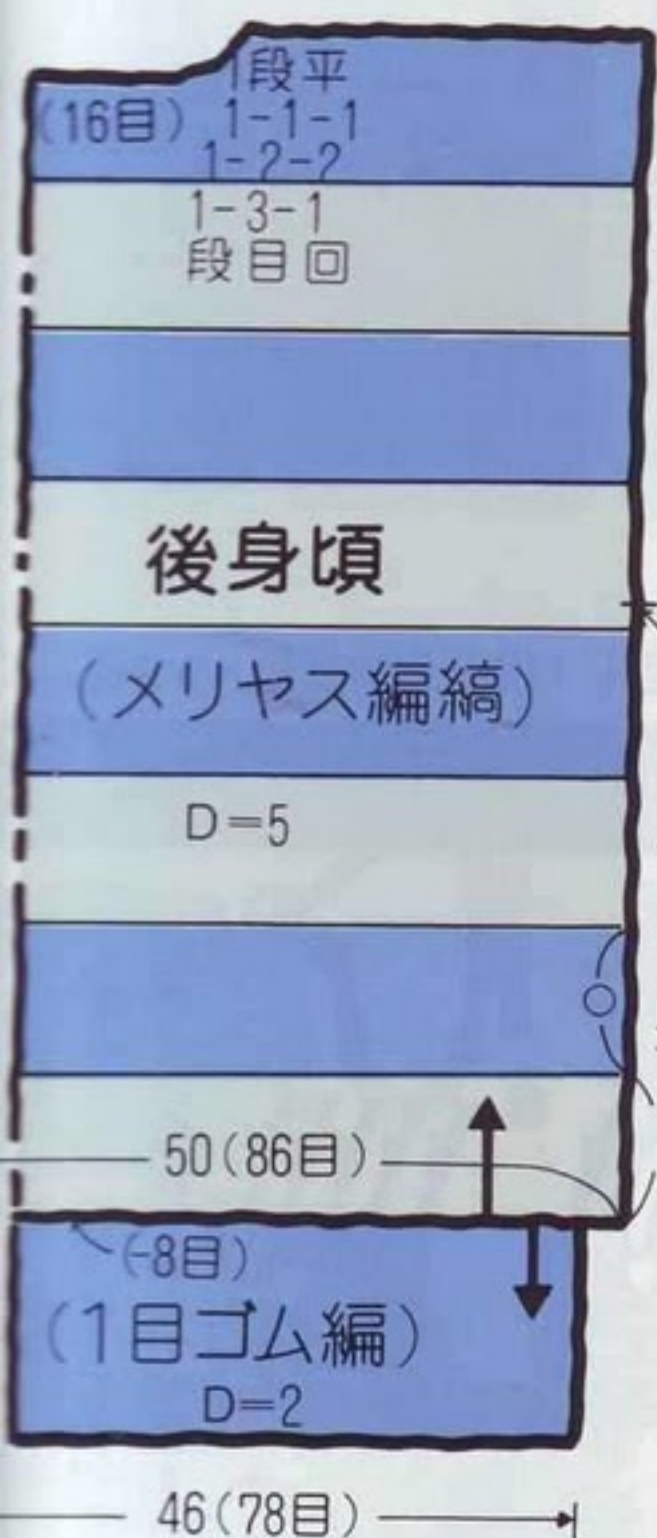 1段平
(16目) 1-1-1
1-2-2
1-3-1
段目回
後身頃
(メリヤス編縞)
D=5
50(86目)
(-8目)
(1目ゴム編)
D=2
46(78目)